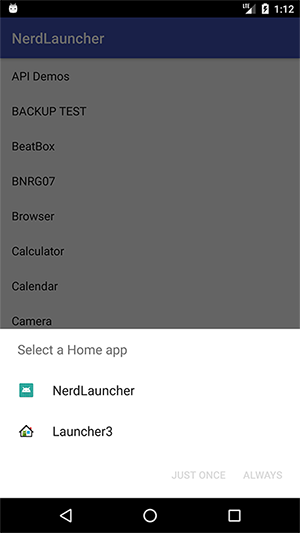 LTE 1:12
NerdLauncher
API Demos
BACKUP TEST
BeatBox
BNRG07
Browser
Calculator
Calendar
Camera
Select a Home app
NerdLauncher
Launcher3
JUST ONCE ALWAYS